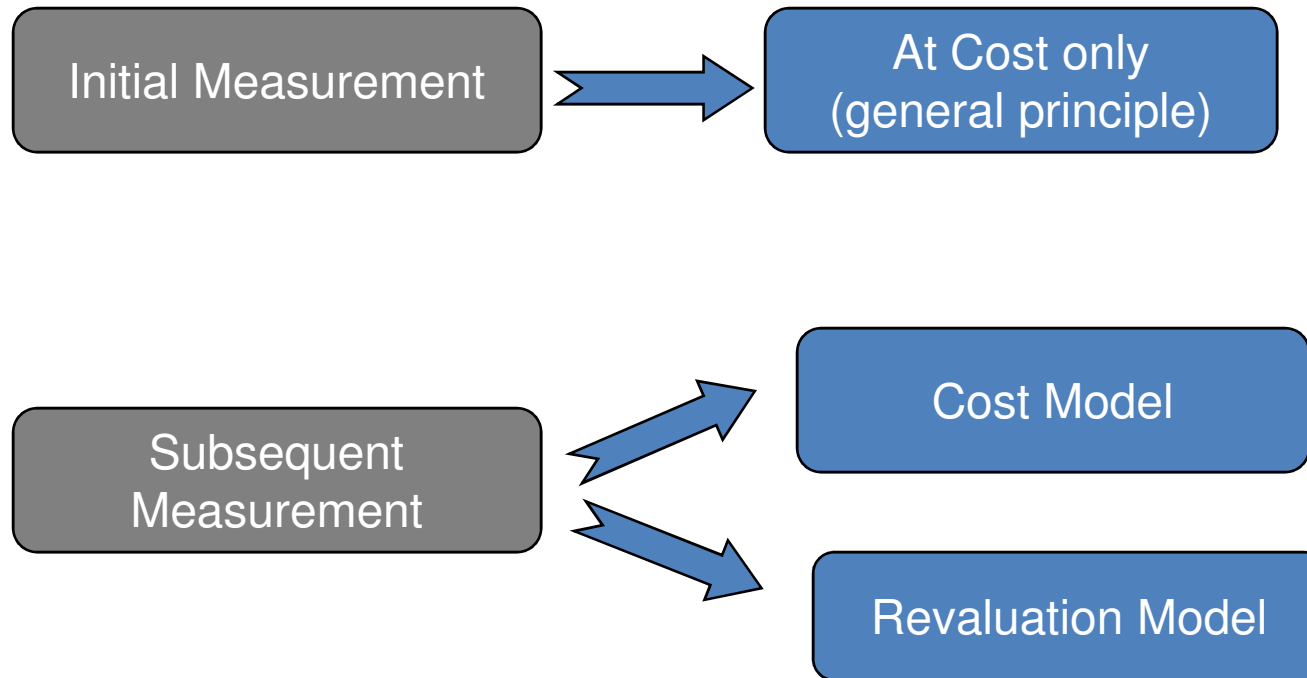 Initial Measurement
At Cost only
(general principle)
Subsequent
Measurement
Cost Model
Revaluation Model